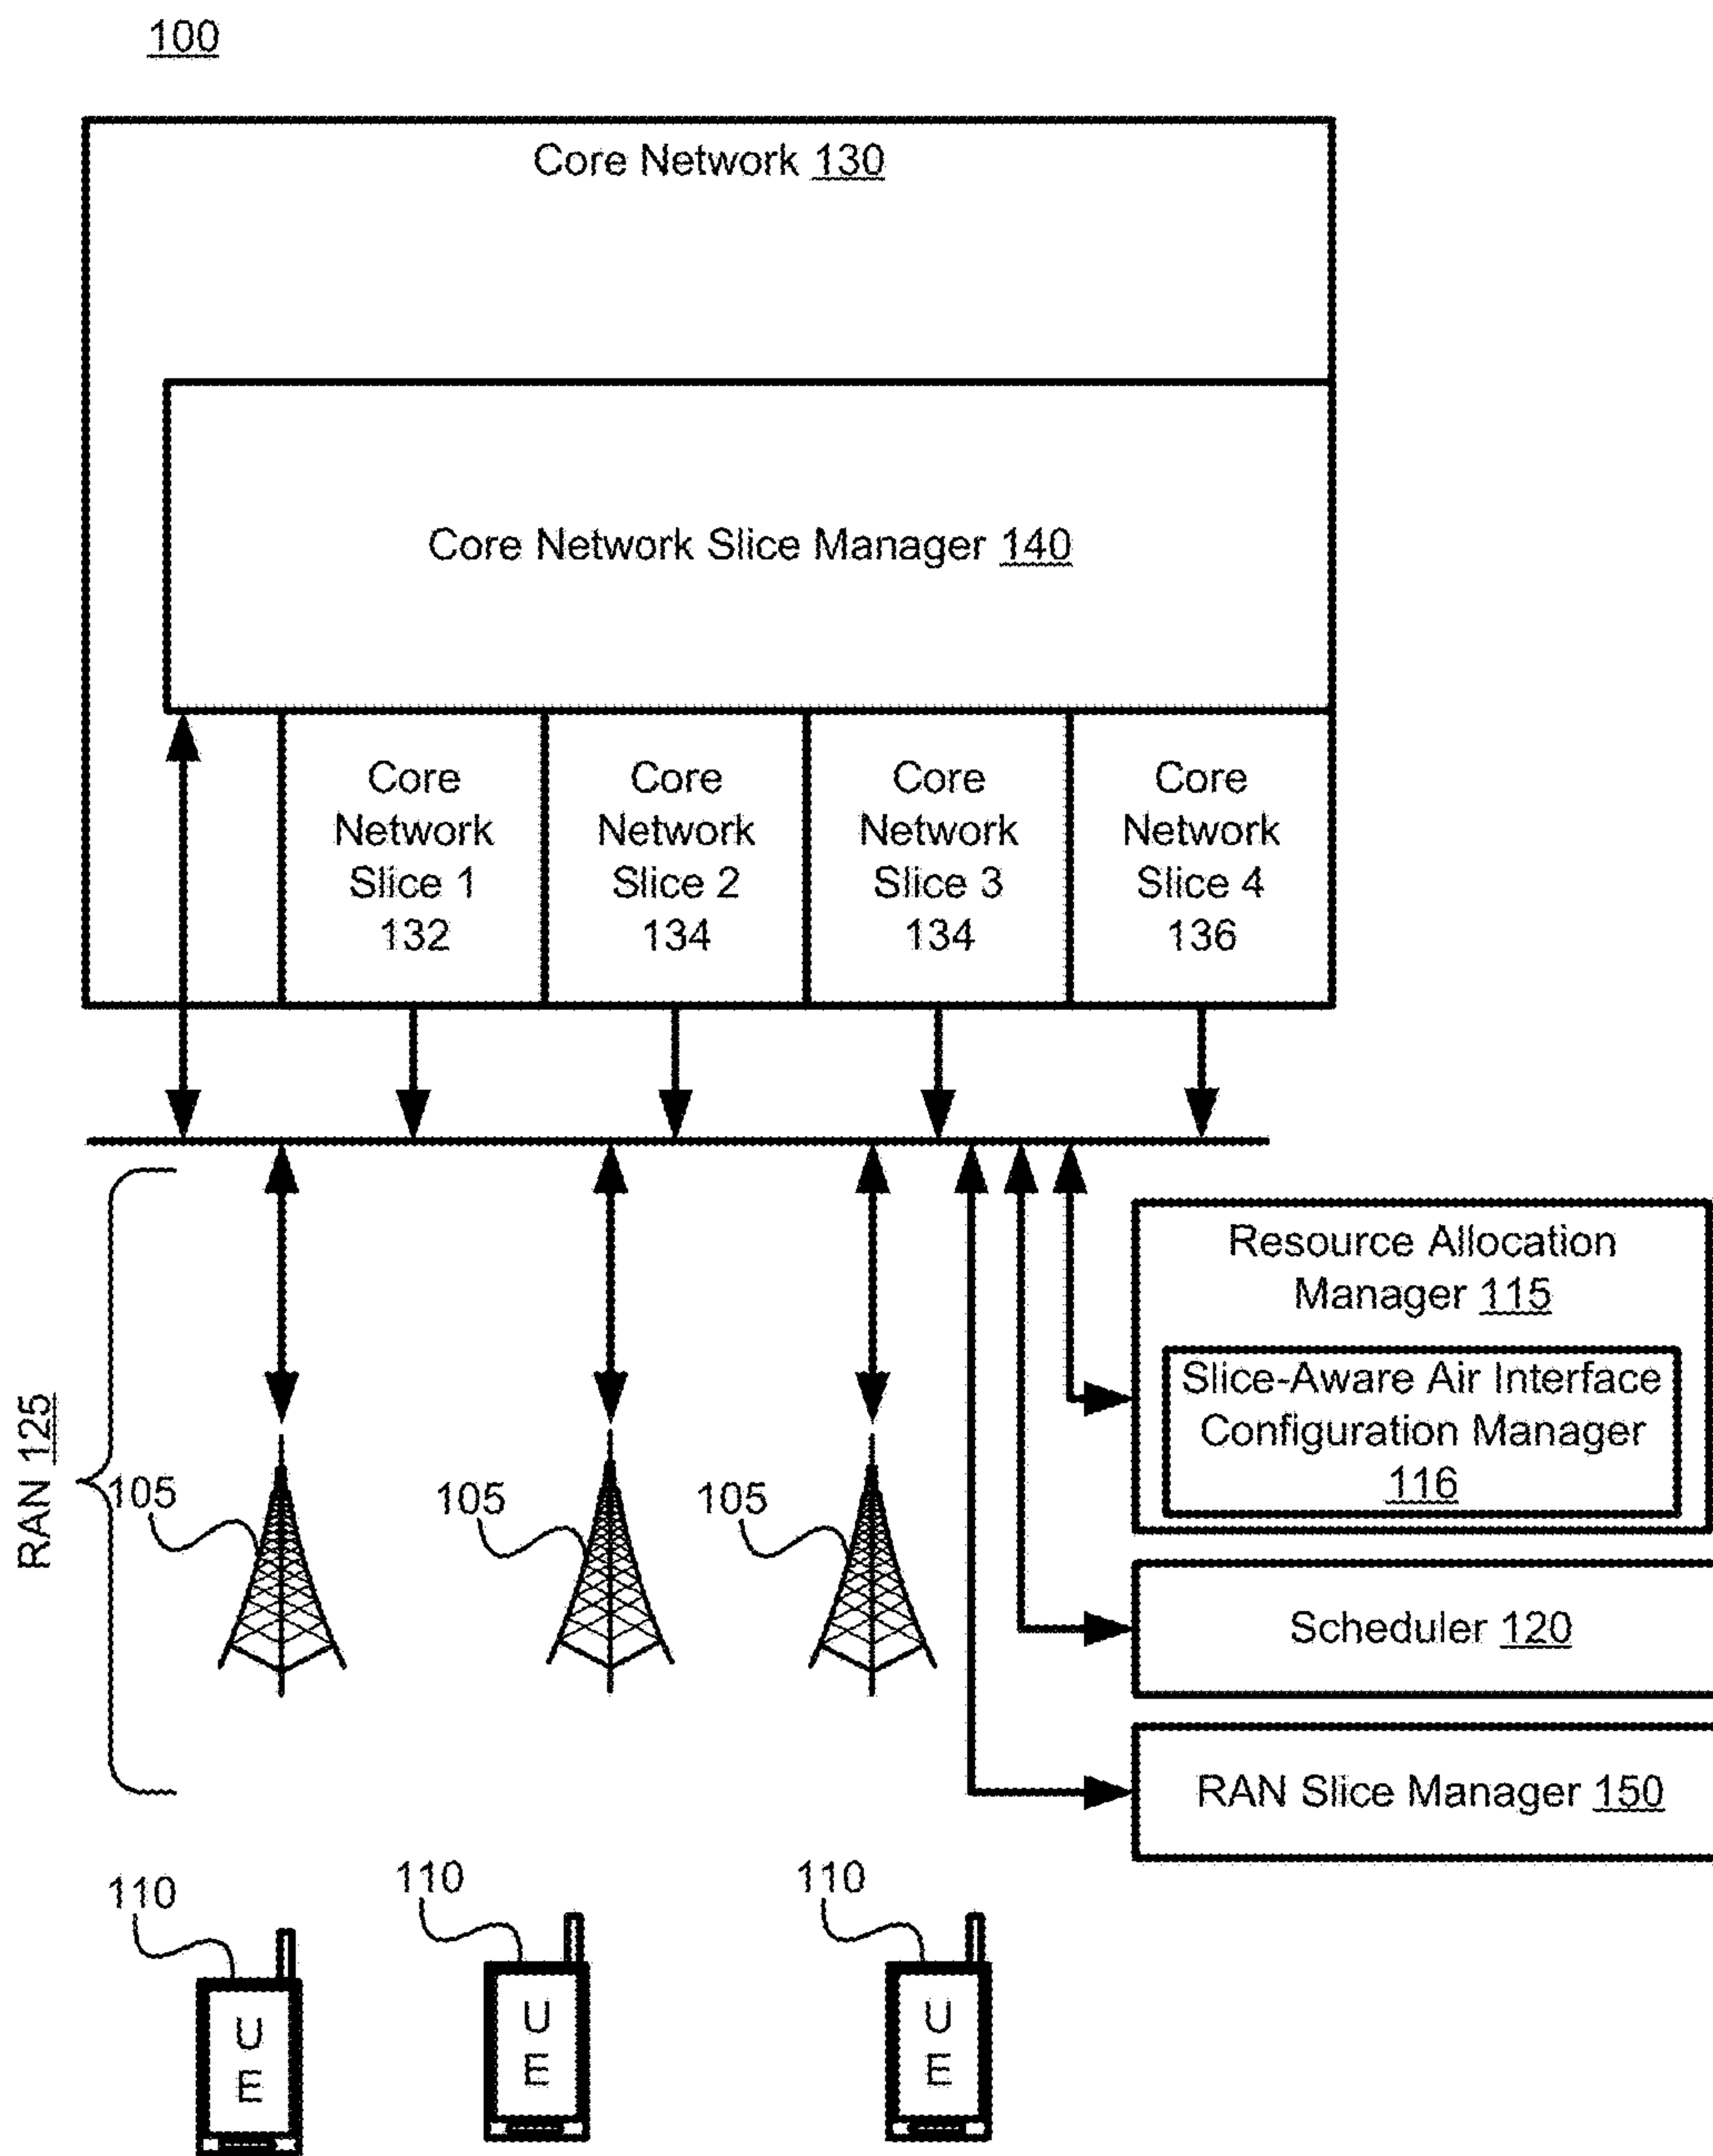 100
Core Network 130
Core Network Slice Manager 140
Core
Network
Slice 1
132
Core
Network
Slice 2
134
Core
Network
Slice 3
134
Core
Network
Slice 4
136
RAN 125
Resource Allocation
Manager 115
Slice-Aware Air Interface
Configuration Manager
116
105
105
105
Scheduler 120
RAN Slice Manager 150
110
110
110
U
E
U
E
U
E